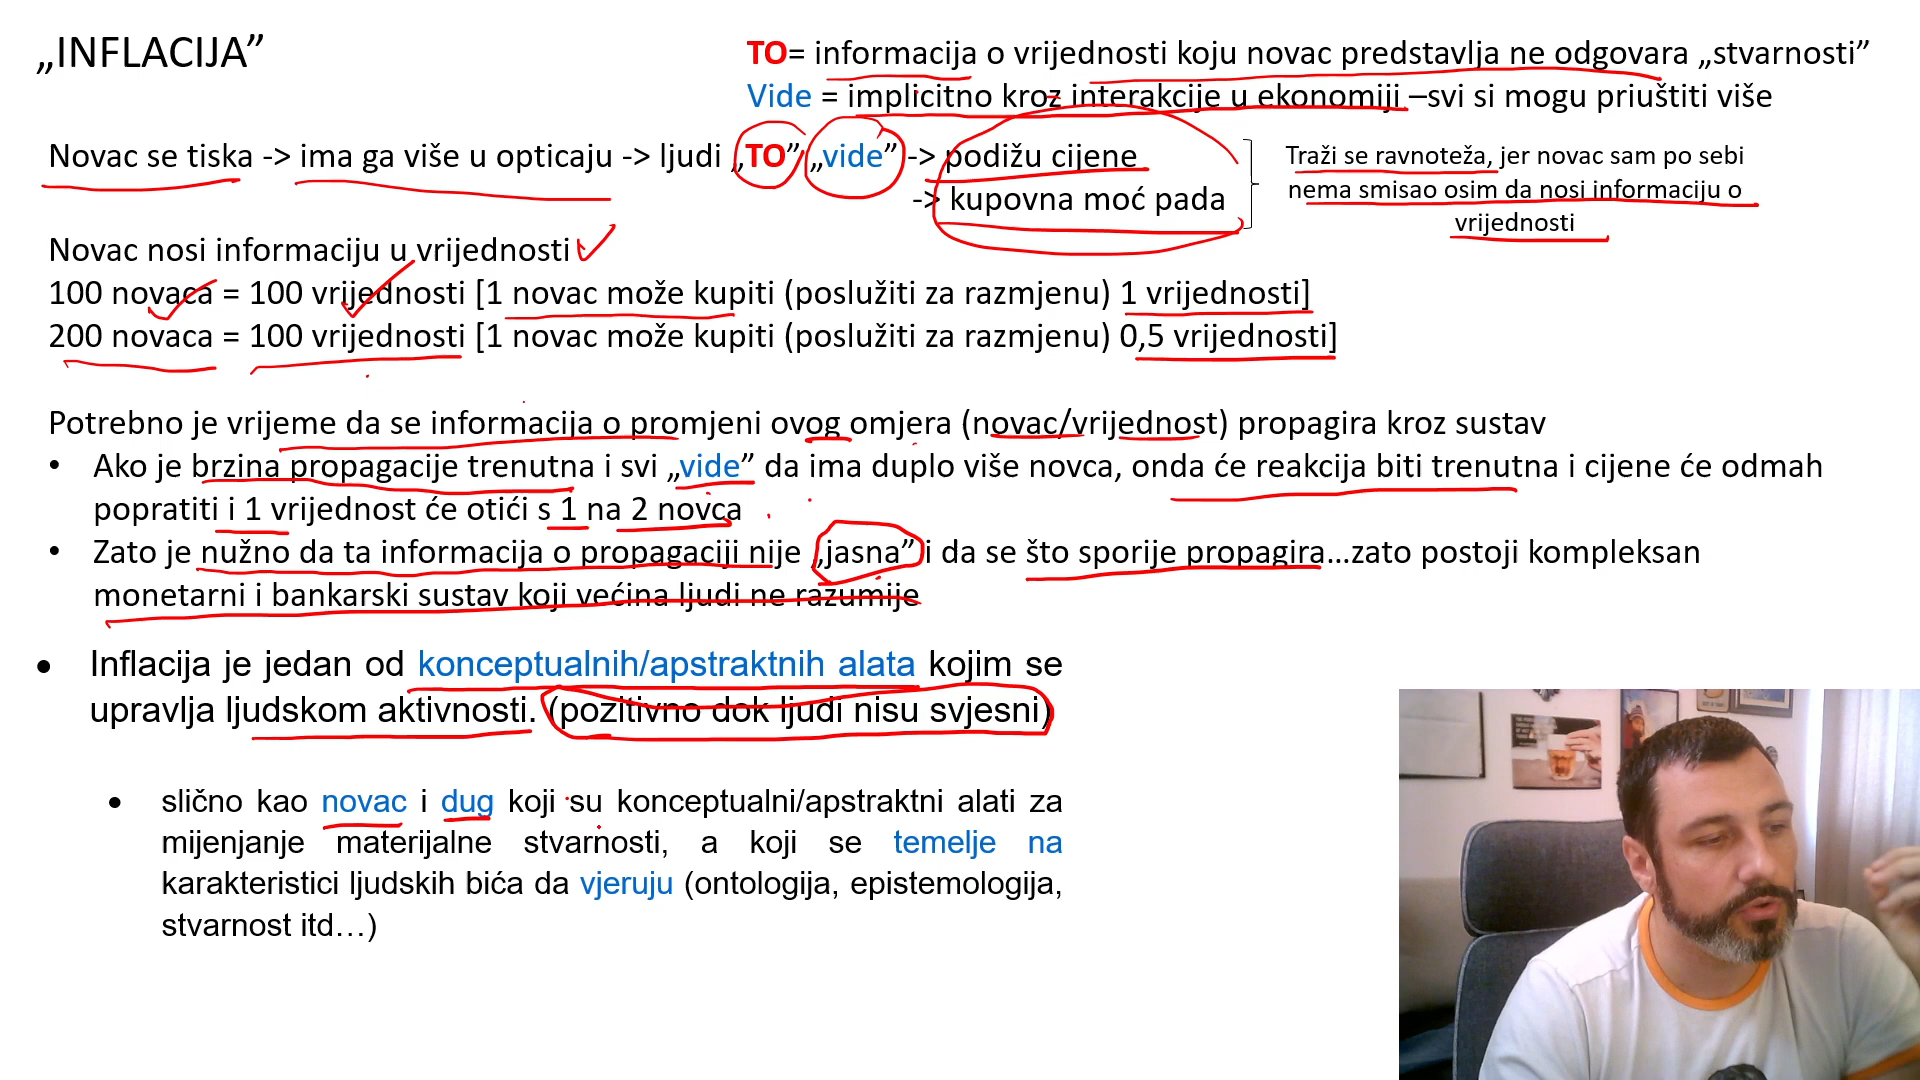 „INFLACIJA”
TO= informacija o vrijednosti koju novac predstavlja ne odgovara „stvarnosti”
Vide = implicitno kroz interakcije u ekonomiji –svi si mogu priuštiti više
Novac se tiska -> ima ga više u opticaju -> ljudi „TO” „vide” -> podižu cijene
-> kupovna moć pada
Traži se ravnoteža, jer novac sam po sebi
nema smisao osim da nosi informaciju o
vrijednosti
Novac nosi informaciju u vrijednosti
100 novaca = 100 vrijednosti [1 novac može kupiti (poslužiti za razmjenu) 1 vrijednosti]
200 novaca = 100 vrijednosti [1 novac može kupiti (poslužiti za razmjenu) 0,5 vrijednosti]
Potrebno je vrijeme da se informacija o promjeni ovog omjera (novac/vrijednost) propagira kroz sustav
• Ako je brzina propagacije trenutna i svi „vide” da ima duplo više novca, onda će reakcija biti trenutna i cijene će odmah
popratiti i 1 vrijednost će otići s 1 na 2 novca
• Zato je nužno da ta informacija o propagaciji nije „jasna” i da se što sporije propagira...zato postoji kompleksan
monetarni i bankarski sustav koji većina ljudi ne razumije
• Inflacija je jedan od konceptualnih/apstraktnih alata kojim se
upravlja ljudskom aktivnosti. (pozitivno dok ljudi nisu svjesni)
• slično kao novac i dug koji su konceptualni/apstraktni alati za
mijenjanje materijalne stvarnosti, a koji se temelje na
karakteristici ljudskih bića da vjeruju (ontologija, epistemologija,
stvarnost itd…)